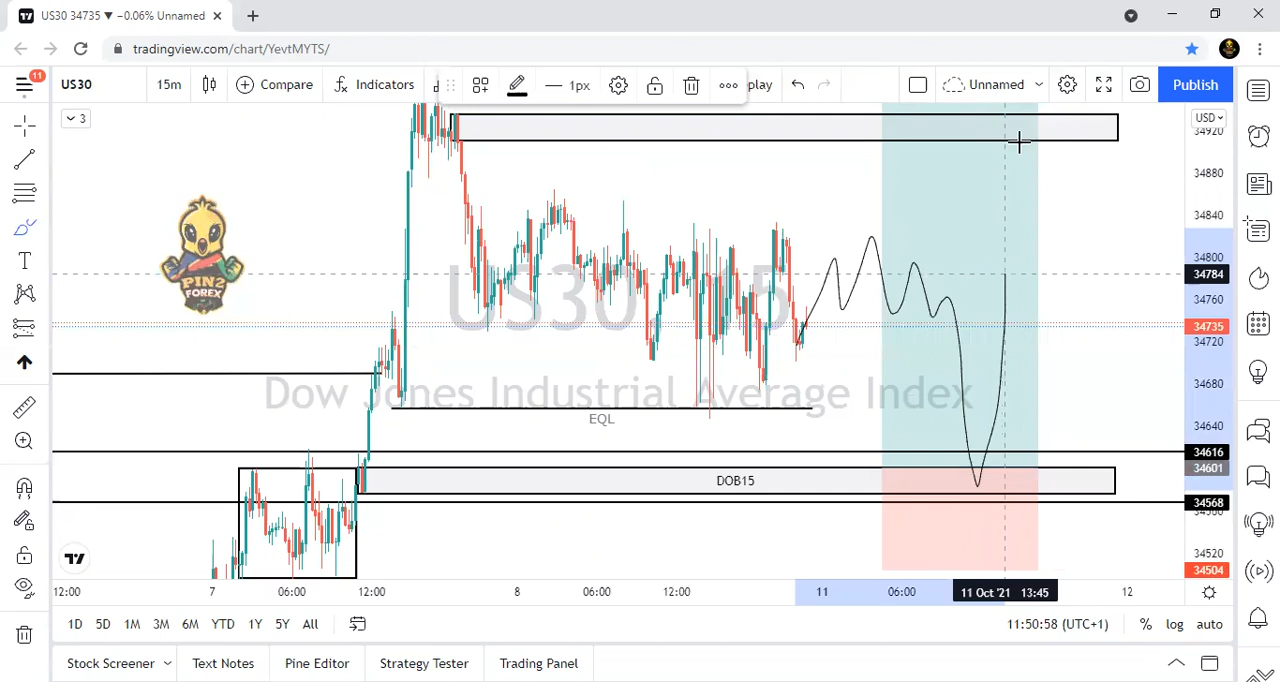 US30 34735 ▼ −0.06% Unnamed
tradingview.com/chart/YevtMYTS/
11
US30 15m Compare Indicators 1px play Unnamed Publish
3
USD
34920
34880
34840
34800
34784
34760
34735
34720
34680
34640
34616
34601
34568
34520
34504
PIN2
FOREX
US30, 15
Dow Jones Industrial Average Index
EQL
DOB15
12:00 7 06:00 12:00 8 06:00 12:00 11 06:00 11 Oct '21 13:45 12
1D 5D 1M 3M 6M YTD 1Y 5Y All 11:50:58 (UTC+1) % log auto
Stock Screener Text Notes Pine Editor Strategy Tester Trading Panel